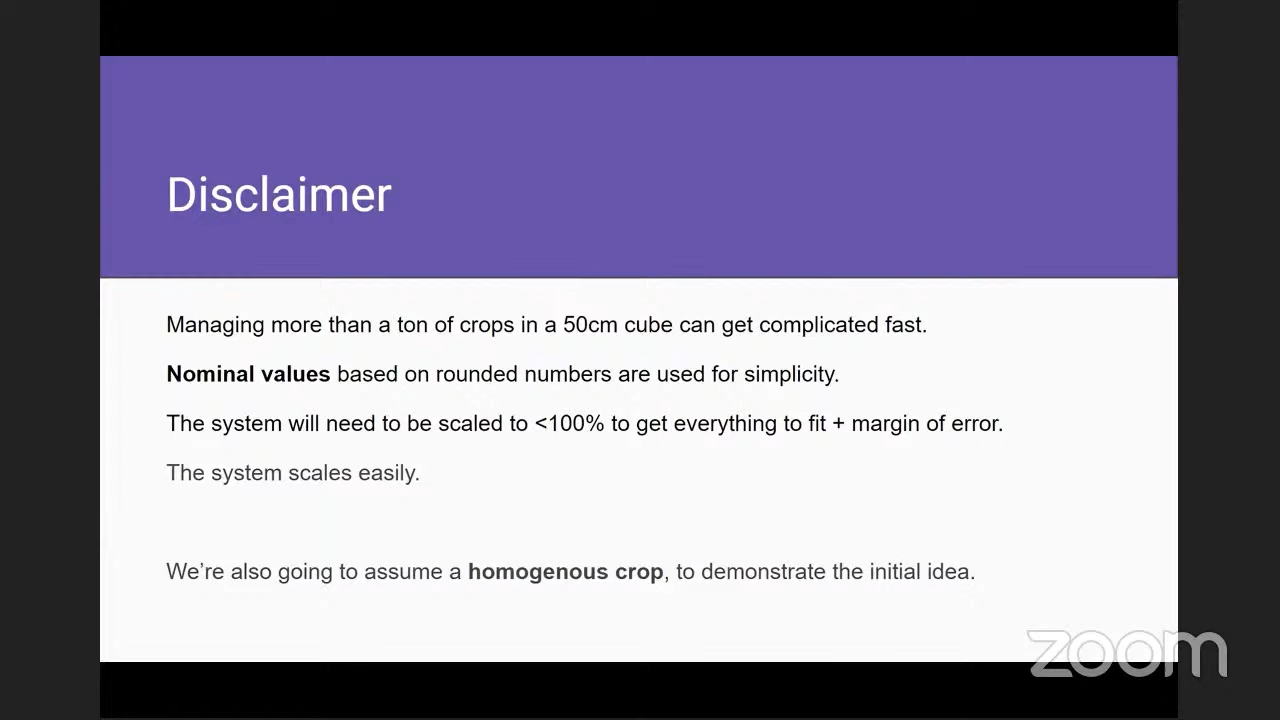 Disclaimer
Managing more than a ton of crops in a 50cm cube can get complicated fast.
Nominal values based on rounded numbers are used for simplicity.
The system will need to be scaled to <100% to get everything to fit + margin of error.
The system scales easily.
We're also going to assume a homogenous crop, to demonstrate the initial idea.
zoom